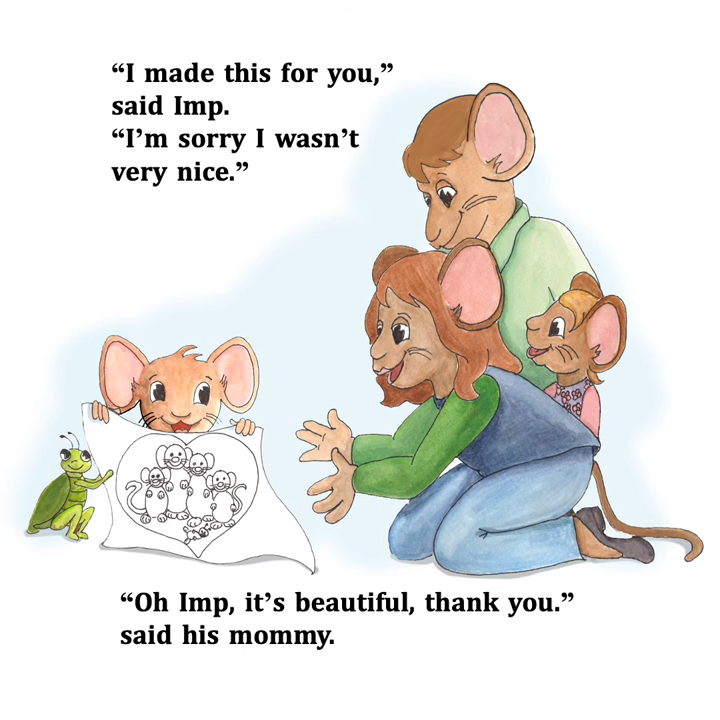 “I made this for you,”
said Imp.
“I’m sorry I wasn’t
very nice.”
“Oh Imp, it’s beautiful, thank you.”
said his mommy.